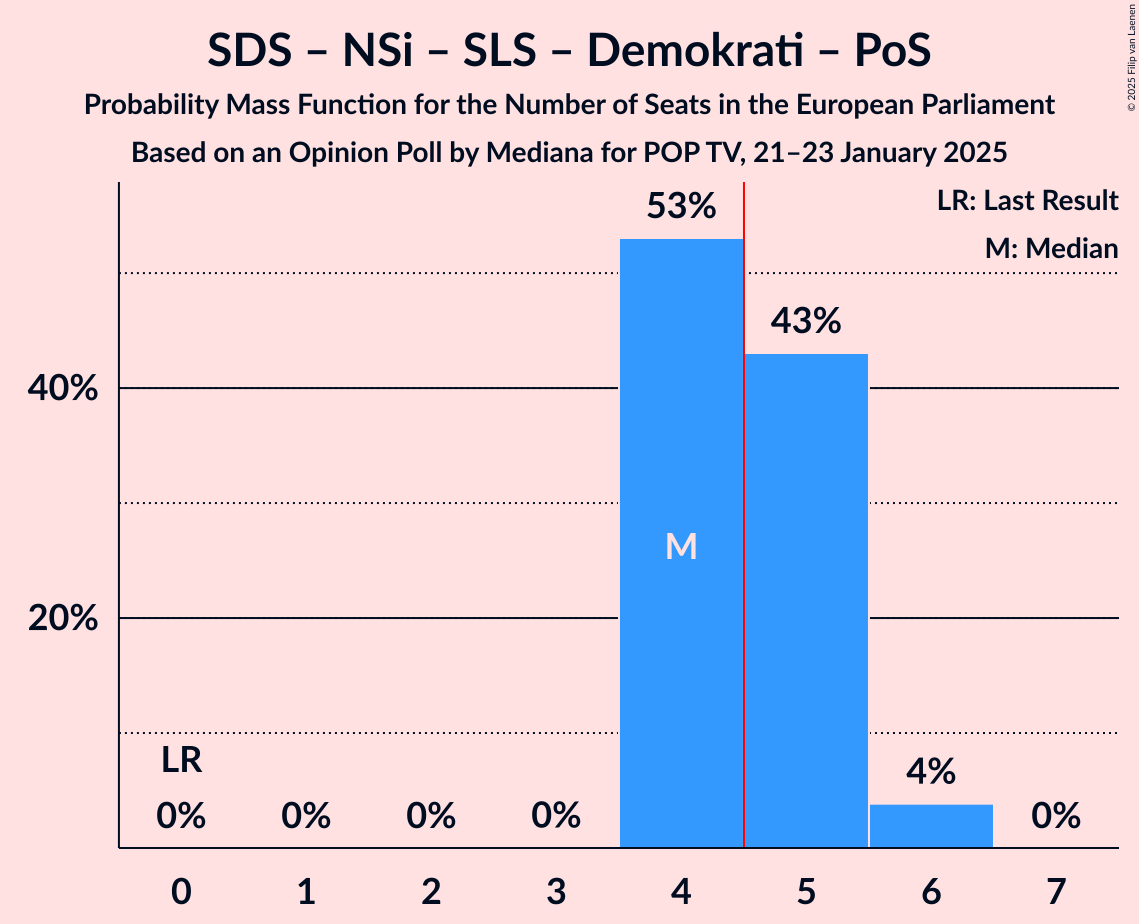 SDS – NSi – SLS – Demokrati – PoS
Probability Mass Function for the Number of Seats in the European Parliament
Based on an Opinion Poll by Mediana for POP TV, 21–23 January 2025
© 2025 Filip van Laenen
LR: Last Result
M: Median
53%
43%
40%
M
20%
LR
4%
0% 0% 0% 0% 0%
0 1 2 3 4 5 6 7